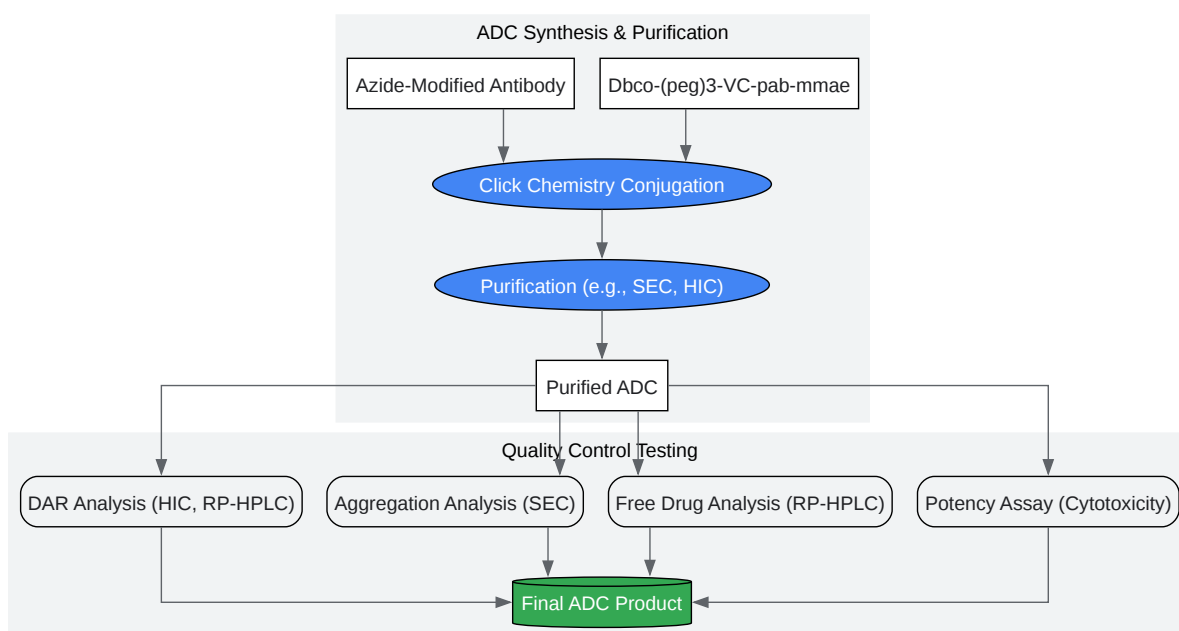 ADC Synthesis & Purification
Azide-Modified Antibody
Dbco-(peg)3-VC-pab-mmae
Click Chemistry Conjugation
Purification (e.g., SEC, HIC)
Purified ADC
Quality Control Testing
DAR Analysis (HIC, RP-HPLC)
Aggregation Analysis (SEC)
Free Drug Analysis (RP-HPLC)
Potency Assay (Cytotoxicity)
Final ADC Product